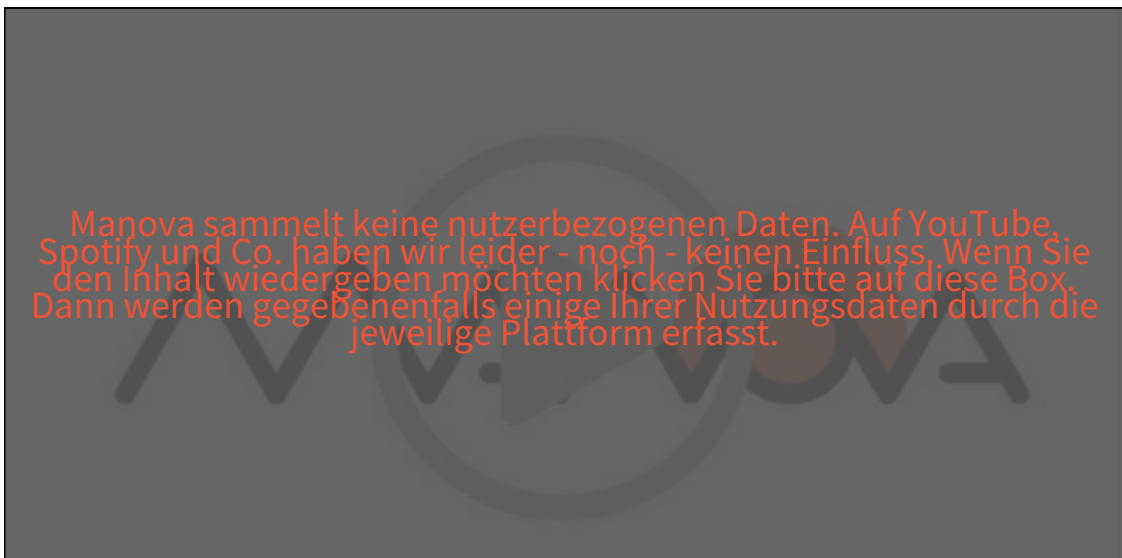 Manova sammelt keine nutzerbezogenen Daten. Auf YouTube,
Spotify und Co. haben wir leider - noch - keinen Einfluss. Wenn Sie
den Inhalt wiedergeben möchten klicken Sie bitte auf diese Box.
Dann werden gegebenenfalls einige Ihrer Nutzungsdaten durch die
jeweilige Plattform erfasst.
MANOVA